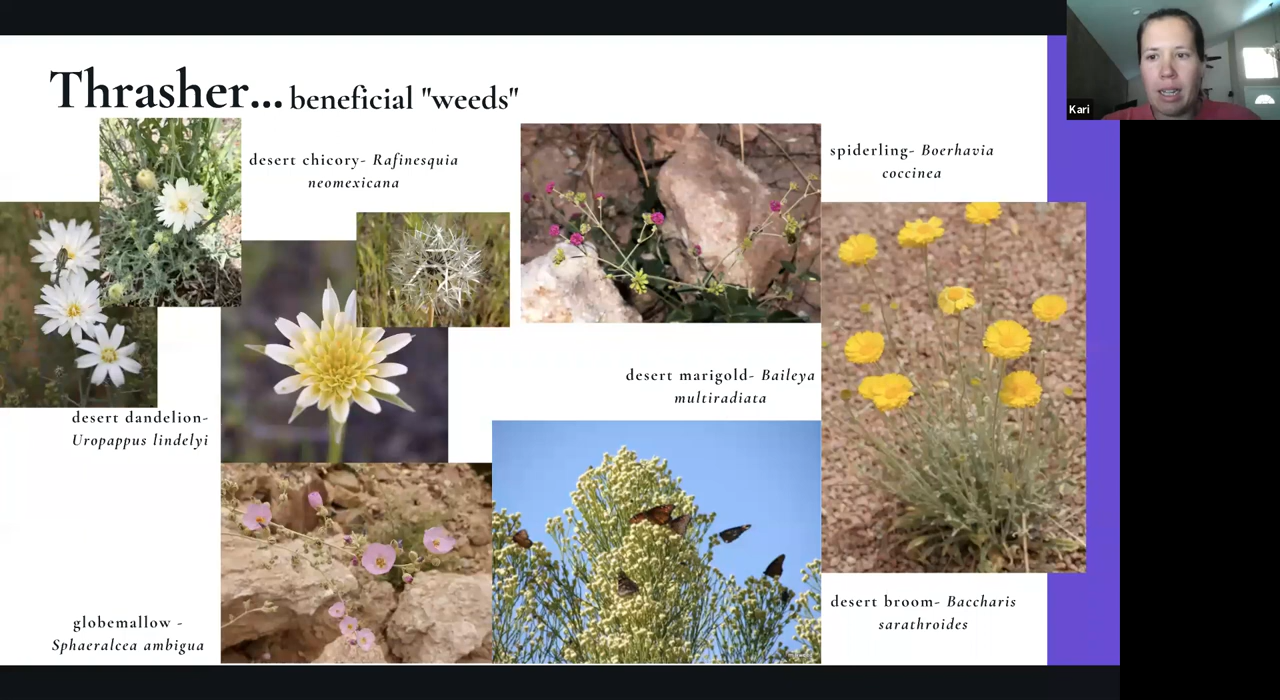 Thrasher... beneficial "weeds"
Kari
desert chicory- Rafinesquia
neomexicana
spiderling- Boerhavia
coccinea
desert marigold- Baileya
multiradiata
desert dandelion-
Uropappus lindelyi
globemallow -
Sphaeralcea ambigua
desert broom- Baccharis
sarathroides